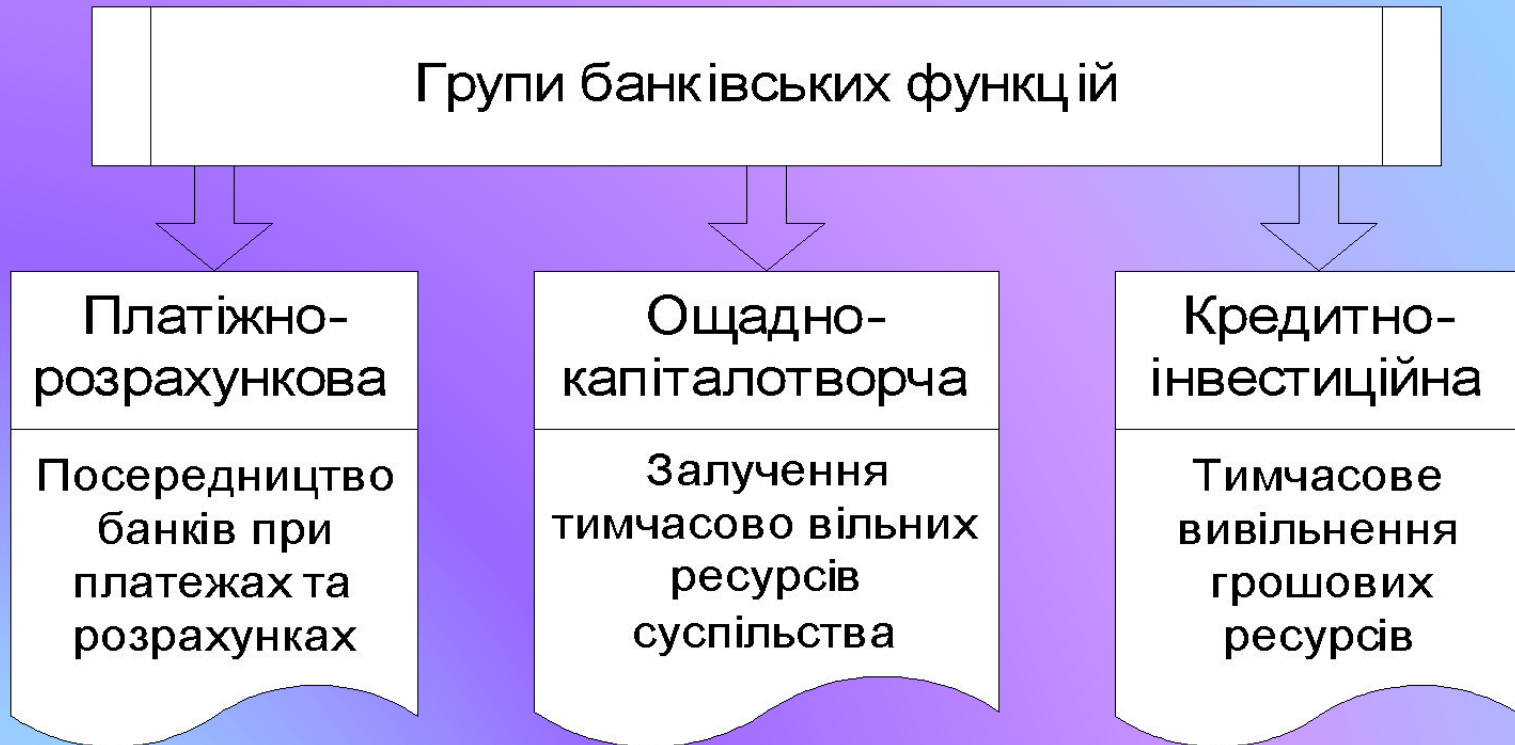 Групи банківських функцій
Платіжно-
розрахункова
Посередництво
банків при
платежах та
розрахунках
Ощадно-
капіталотворча
Залучення
тимчасово вільних
ресурсів
суспільства
Кредитно-
інвестиційна
Тимчасове
вивільнення
грошових
ресурсів